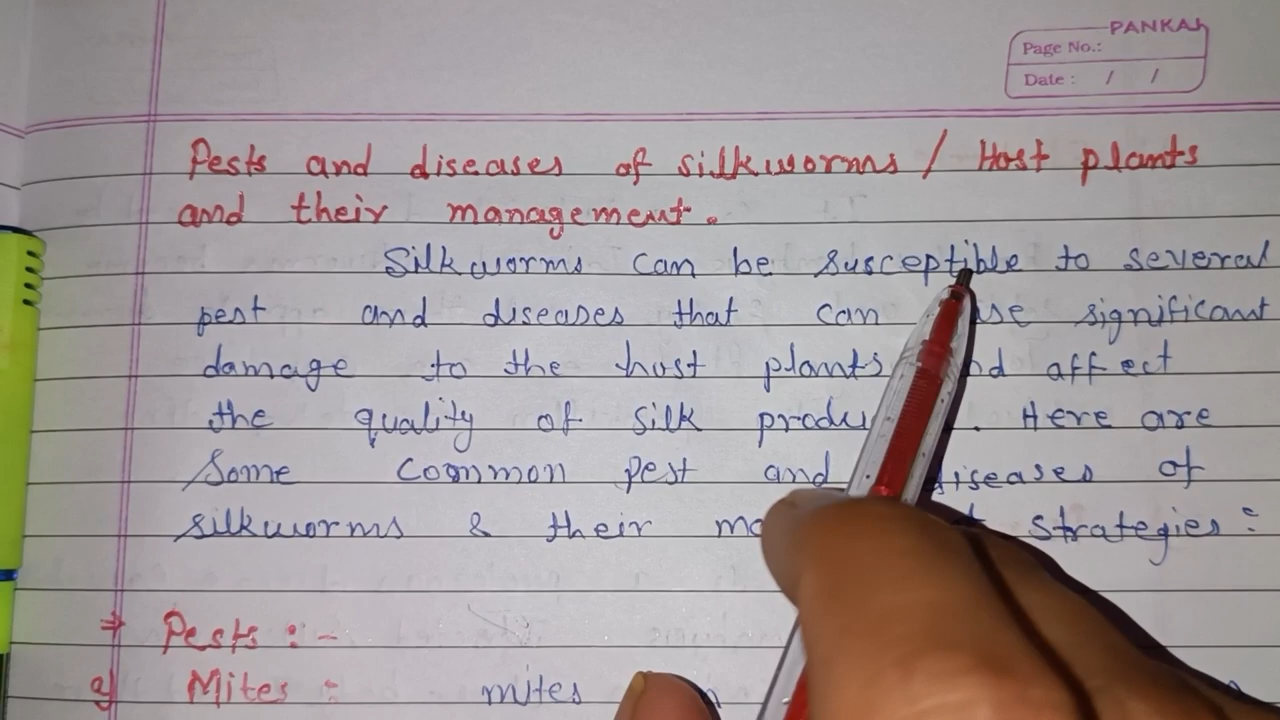 PANKAJ
Page No.:
Date : / /
Pests and diseases of silkworms / Host plants
and their management.
Silkworms can be susceptible to several
pest and diseases that can significant
damage to the host plants and affect
the quality of silk . Here are
Some common pest and diseases of
silkworms & their strategies :
⇒ Pests :-
a) Mites : mites